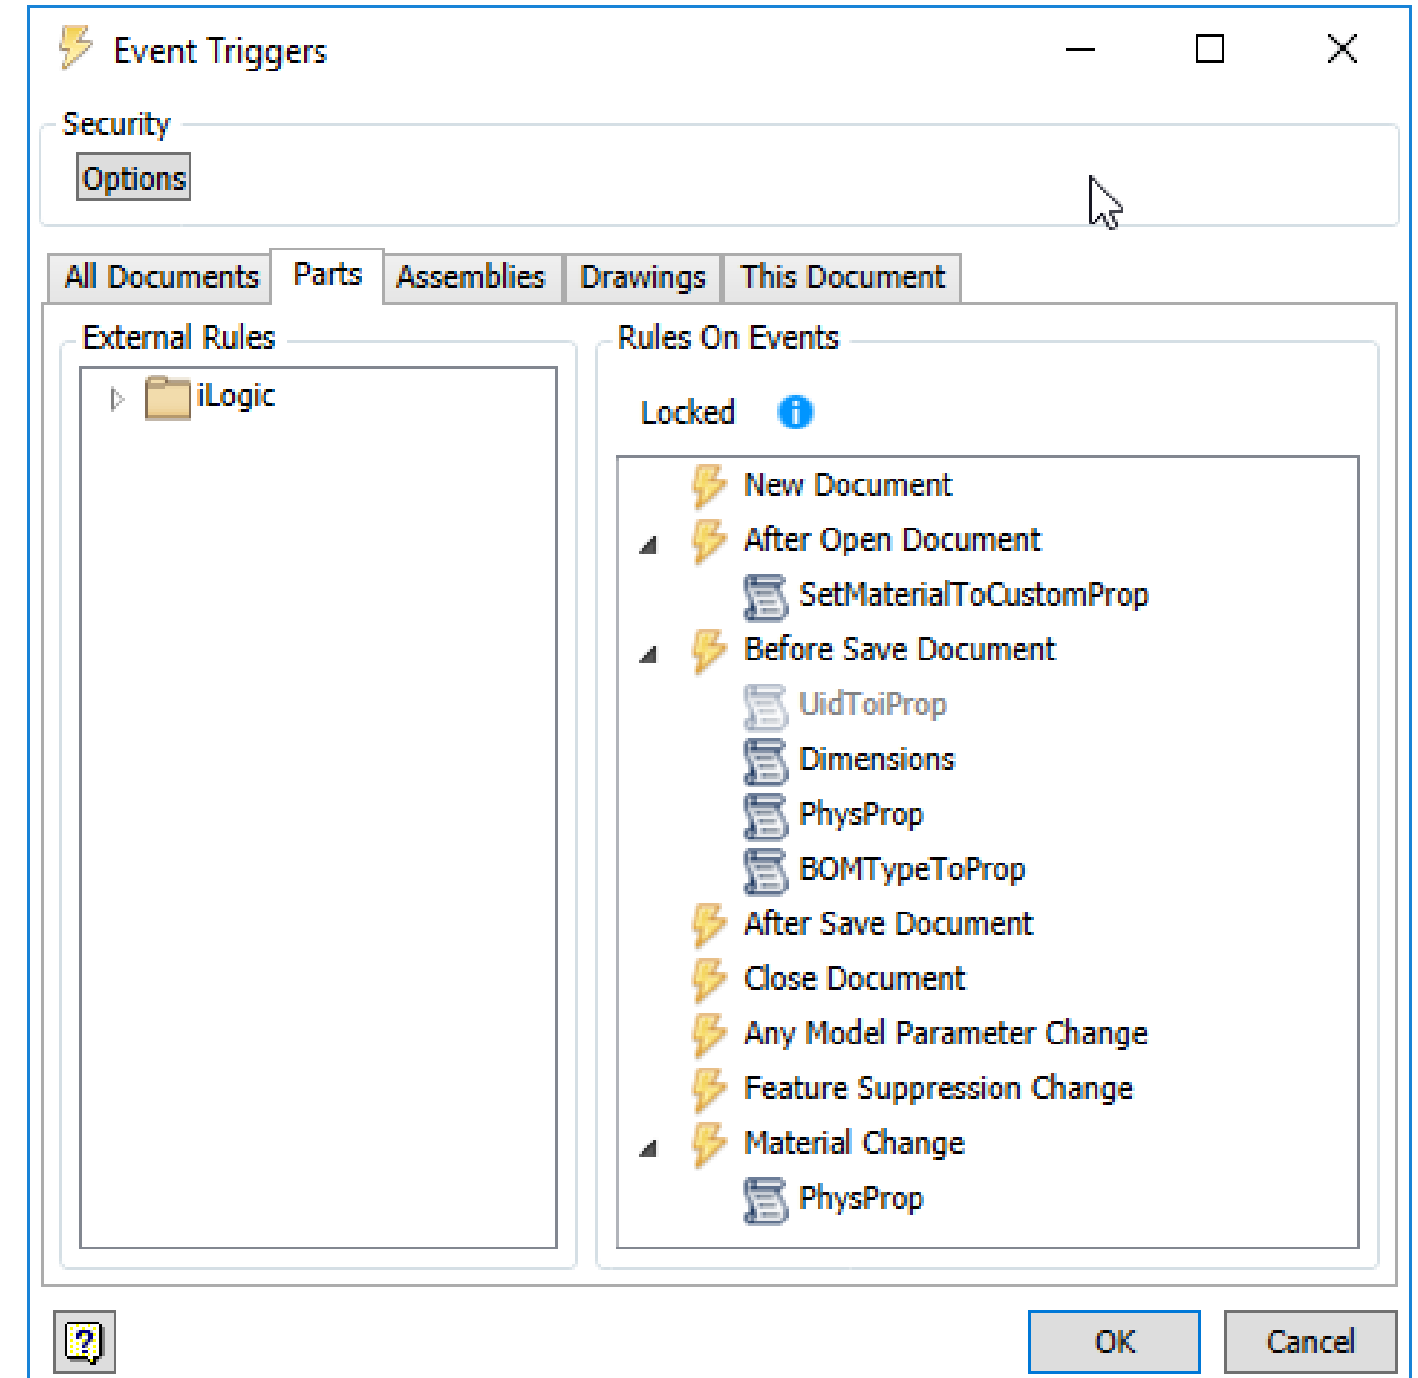 Event Triggers
Security
Options
All Documents Parts Assemblies Drawings This Document
External Rules
iLogic
Rules On Events
Locked
New Document
After Open Document
SetMaterialToCustomProp
Before Save Document
UidToiProp
Dimensions
PhysProp
BOMTypeToProp
After Save Document
Close Document
Any Model Parameter Change
Feature Suppression Change
Material Change
PhysProp
OK Cancel